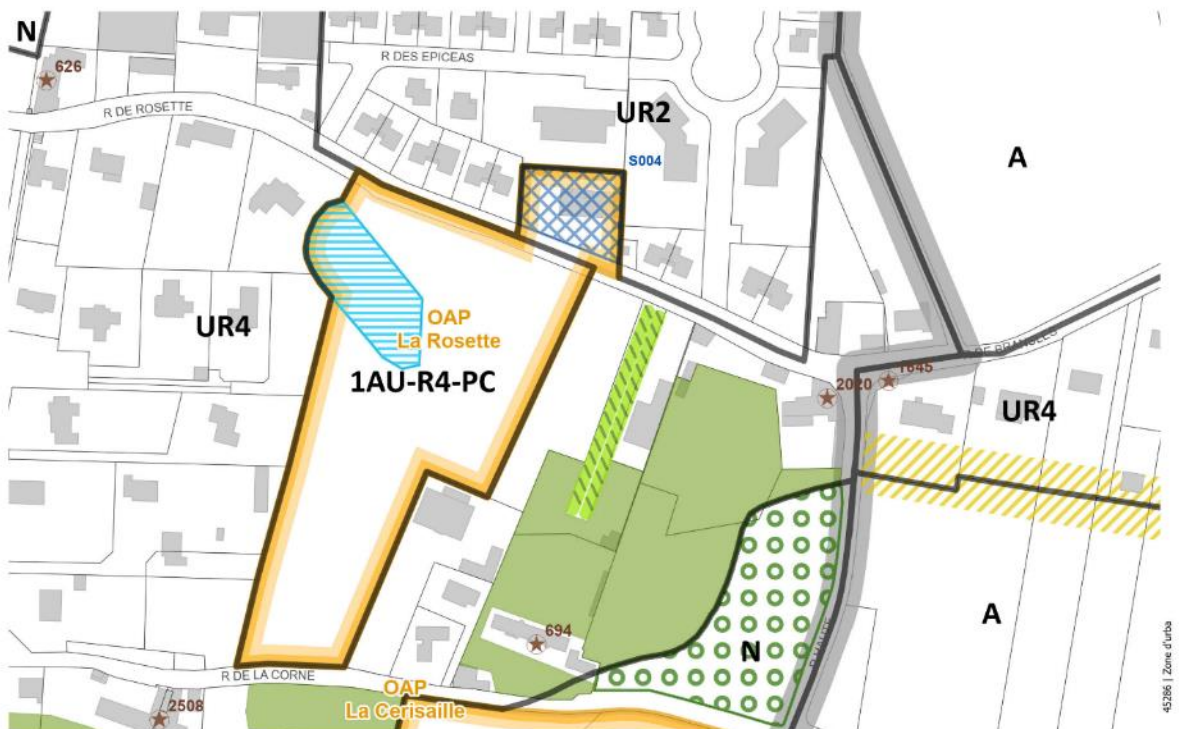 N
626
R DES EPICEAS
R DE ROSETTE
UR2
S004
A
UR4
OAP
La Rosette
1AU-R4-PC
2020
1645
UR4
A
694
N
R DE LA CORNE
OAP
La Cerisaille
2508
45286 | Zone d'urba